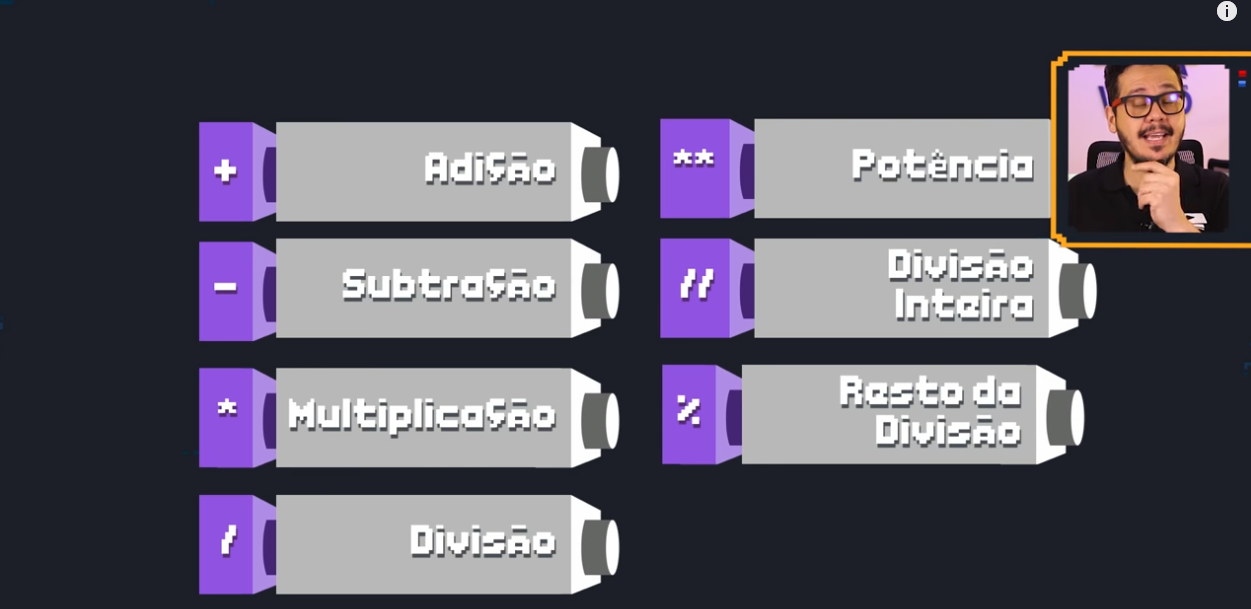 +
Adição
-
Subtração
*
Multiplicação
/
Divisão
**
Potência
//
Divisão
Inteira
%
Resto da
Divisão